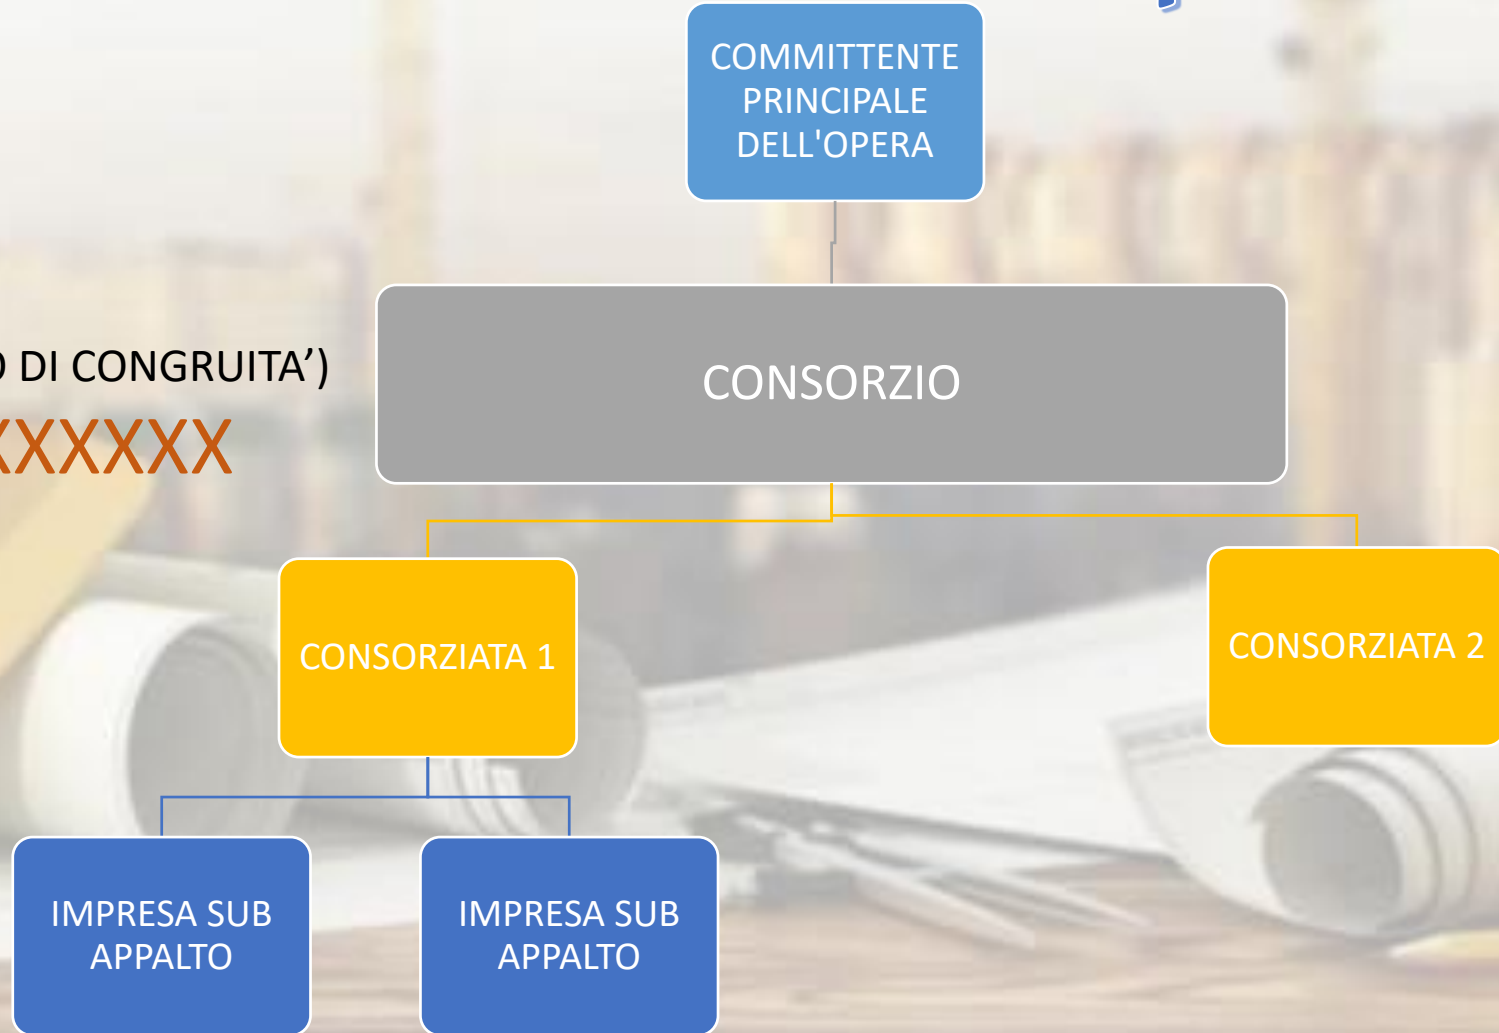 COMMITTENTE
PRINCIPALE
DELL'OPERA
DI CONGRUITA’)
XXXXXX
CONSORZIO
CONSORZIATA 1
CONSORZIATA 2
IMPRESA SUB
APPALTO
IMPRESA SUB
APPALTO